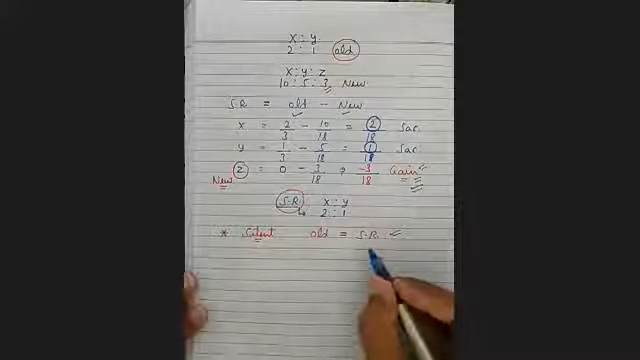 x : y
2 : 1 old
x : y : z
10 : 5 : 3 New
S.R = old - New
x = 2/3 - 10/18 = 2/18 Sac
y = 1/3 - 5/18 = 1/18 Sac
z = 0 - 3/18 = -3/18 Gain
New
S.R. x : y
2 : 1
* Silent old = S.R.